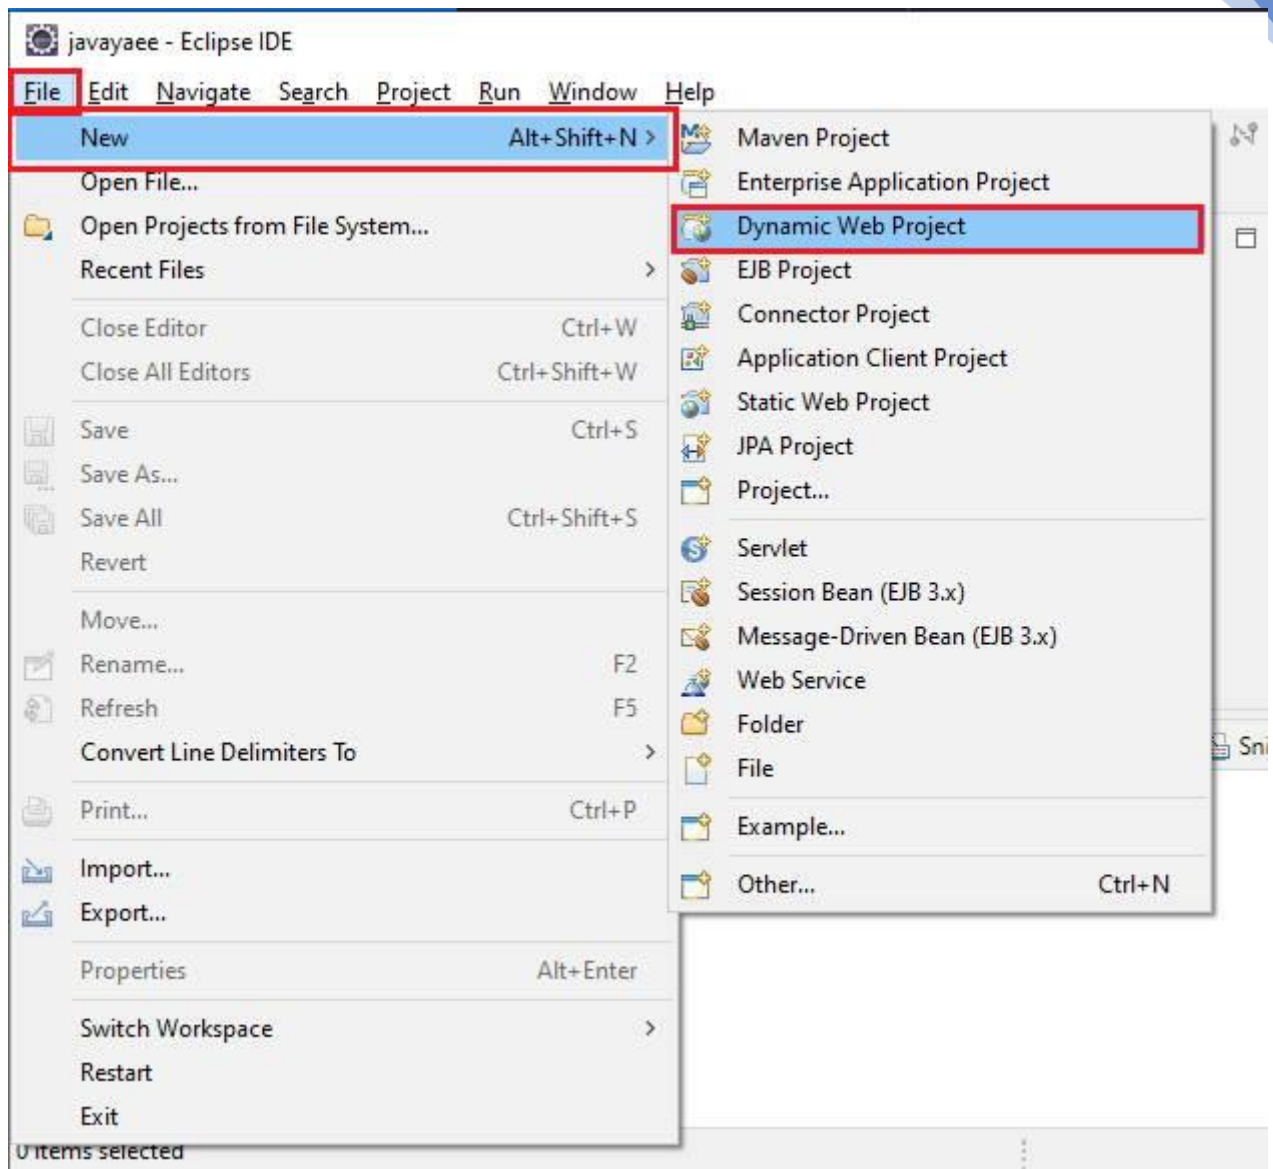 javayaee - Eclipse IDE
File Edit Navigate Search Project Run Window Help
New Alt+Shift+N >
Open File...
Open Projects from File System...
Recent Files >
Close Editor Ctrl+W
Close All Editors Ctrl+Shift+W
Save Ctrl+S
Save As...
Save All Ctrl+Shift+S
Revert
Move...
Rename... F2
Refresh F5
Convert Line Delimiters To >
Print... Ctrl+P
Import...
Export...
Properties Alt+Enter
Switch Workspace >
Restart
Exit
Maven Project
Enterprise Application Project
Dynamic Web Project
EJB Project
Connector Project
Application Client Project
Static Web Project
JPA Project
Project...
Servlet
Session Bean (EJB 3.x)
Message-Driven Bean (EJB 3.x)
Web Service
Folder
File
Example...
Other... Ctrl+N
Sni
0 items selected